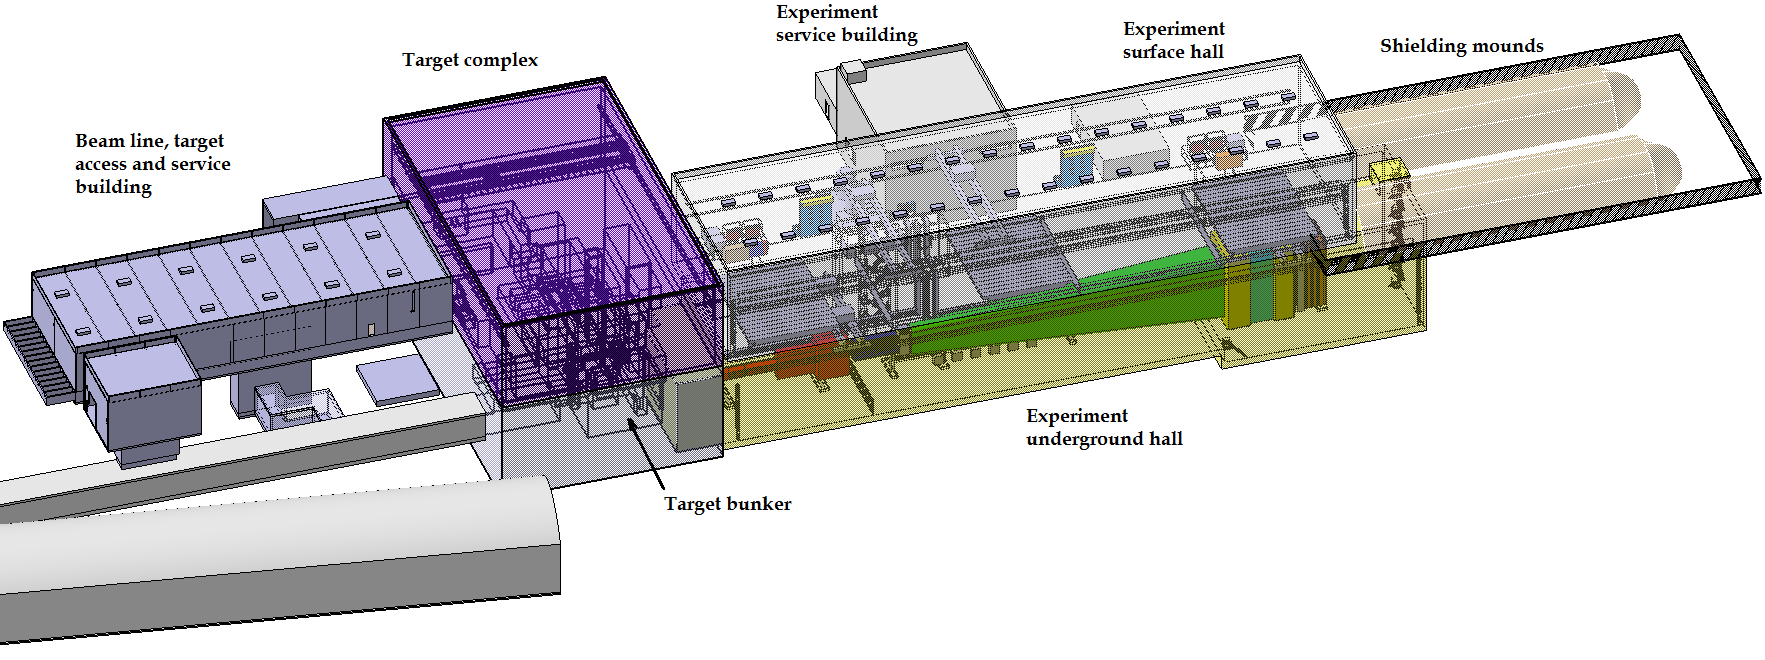 Experiment
service building
Experiment
surface hall
Shielding mounds
Target complex
Beam line, target
access and service
building
Experiment
underground hall
Target bunker